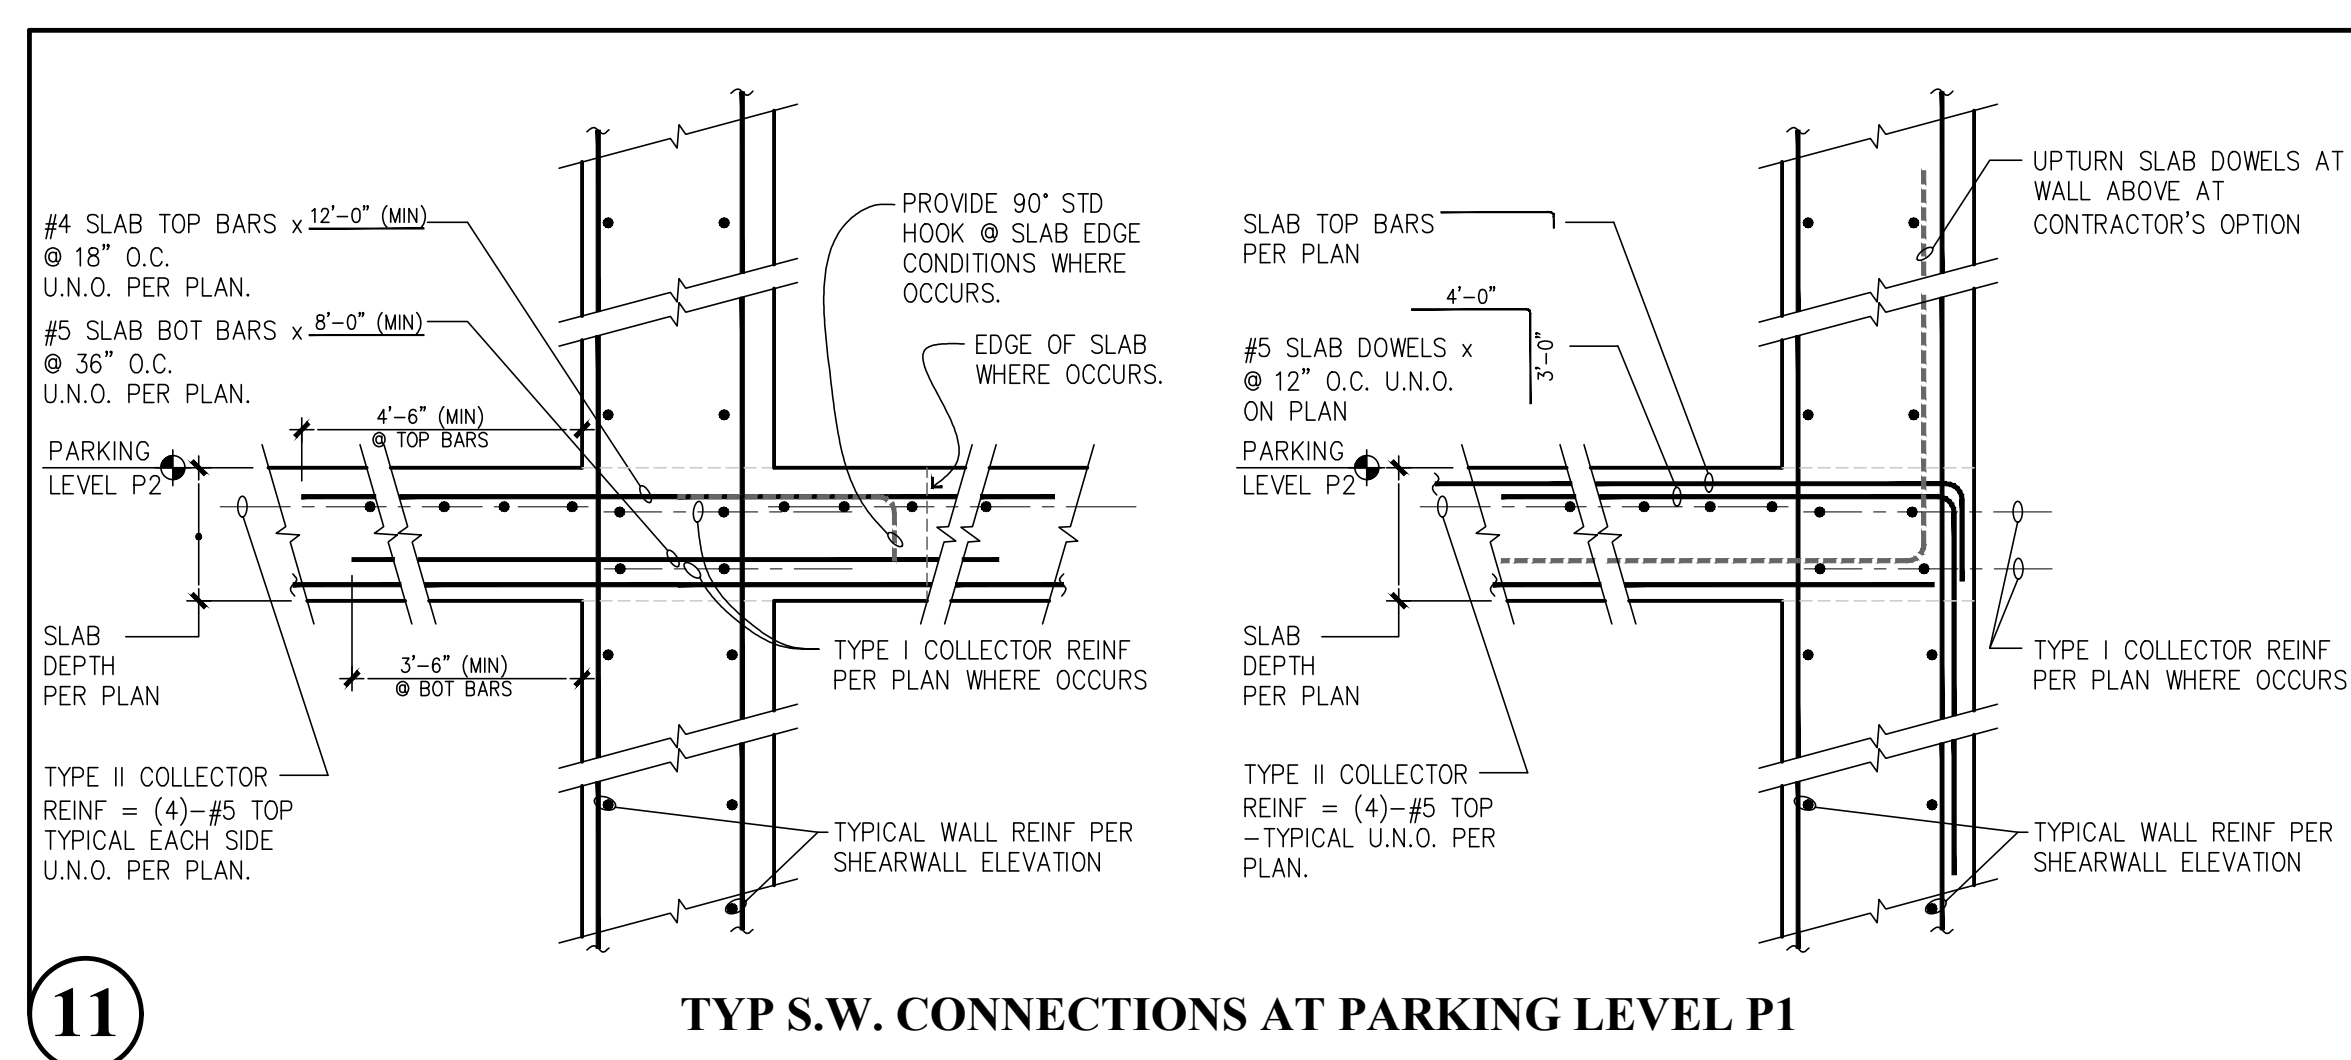 #4 SLAB TOP BARS x 12'-0" (MIN)
@ 18" O.C.
U.N.O. PER PLAN.
#5 SLAB BOT BARS x 8'-0" (MIN)
@ 36" O.C.
U.N.O. PER PLAN.
4'-6" (MIN)
@ TOP BARS
PARKING
LEVEL P2
SLAB
DEPTH
PER PLAN
3'-6" (MIN)
@ BOT BARS
TYPE II COLLECTOR
REINF = (4)-#5 TOP
TYPICAL EACH SIDE
U.N.O. PER PLAN.
PROVIDE 90° STD
HOOK @ SLAB EDGE
CONDITIONS WHERE
OCCURS.
EDGE OF SLAB
WHERE OCCURS.
TYPE I COLLECTOR REINF
PER PLAN WHERE OCCURS
TYPICAL WALL REINF PER
SHEARWALL ELEVATION
SLAB TOP BARS
PER PLAN
4'-0"
3'-0"
#5 SLAB DOWELS x
@ 12" O.C. U.N.O.
ON PLAN
PARKING
LEVEL P2
SLAB
DEPTH
PER PLAN
TYPE II COLLECTOR
REINF = (4)-#5 TOP
-TYPICAL U.N.O. PER
PLAN.
UPTURN SLAB DOWELS AT
WALL ABOVE AT
CONTRACTOR'S OPTION
TYPE I COLLECTOR REINF
PER PLAN WHERE OCCURS
TYPICAL WALL REINF PER
SHEARWALL ELEVATION
11
TYP S.W. CONNECTIONS AT PARKING LEVEL P1